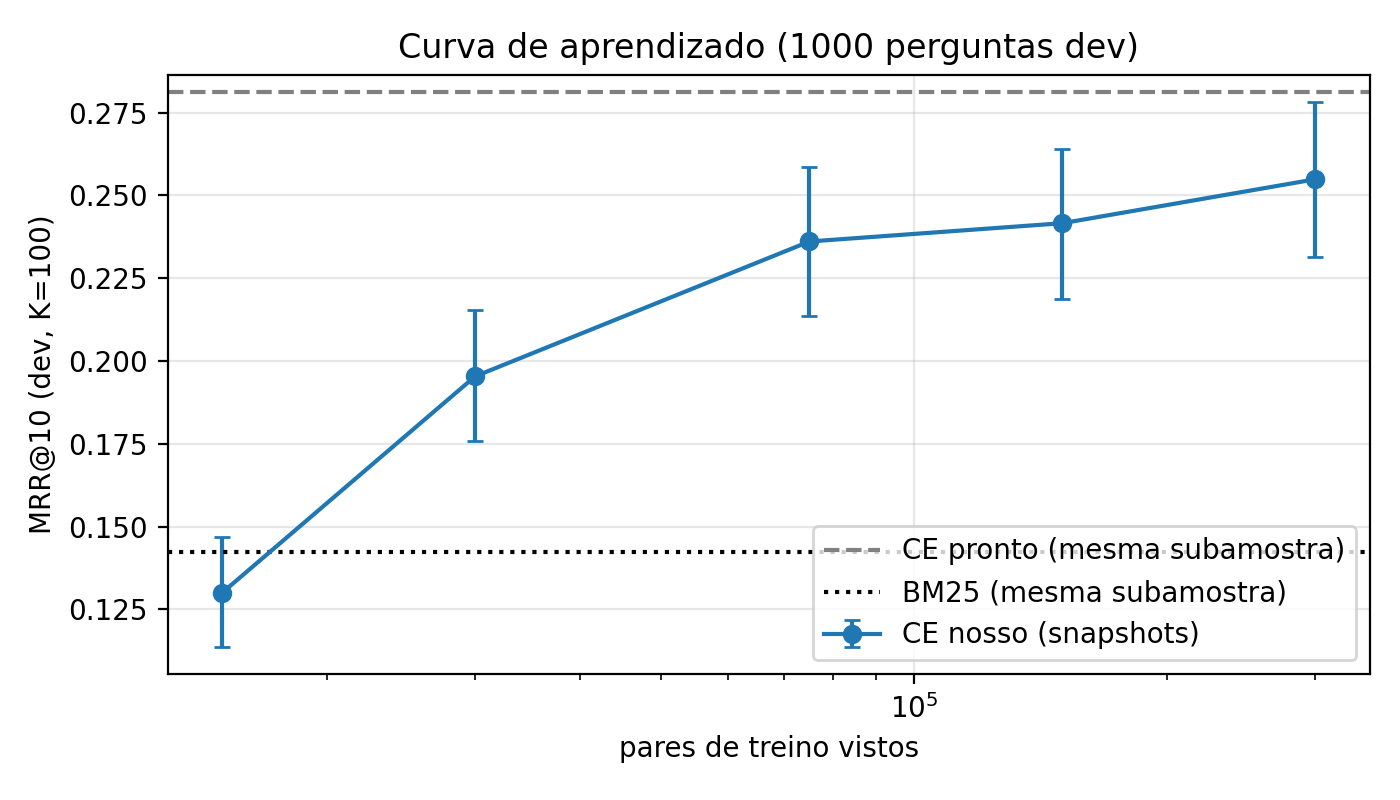 Curva de aprendizado (1000 perguntas dev)
MRR@10 (dev, K=100)
0.275
0.250
0.225
0.200
0.175
0.150
0.125
CE pronto (mesma subamostra)
BM25 (mesma subamostra)
CE nosso (snapshots)
10⁵
pares de treino vistos